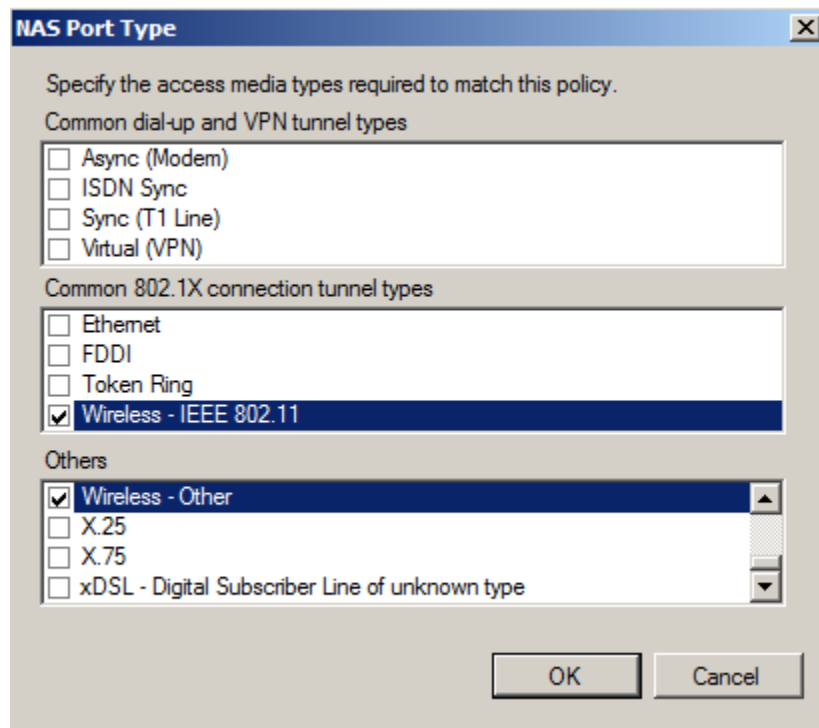 NAS Port Type
Specify the access media types required to match this policy.
Common dial-up and VPN tunnel types
Async (Modem)
ISDN Sync
Sync (T1 Line)
Virtual (VPN)
Common 802.1X connection tunnel types
Ethernet
FDDI
Token Ring
Wireless - IEEE 802.11
Others
Wireless - Other
X.25
X.75
xDSL - Digital Subscriber Line of unknown type
OK Cancel